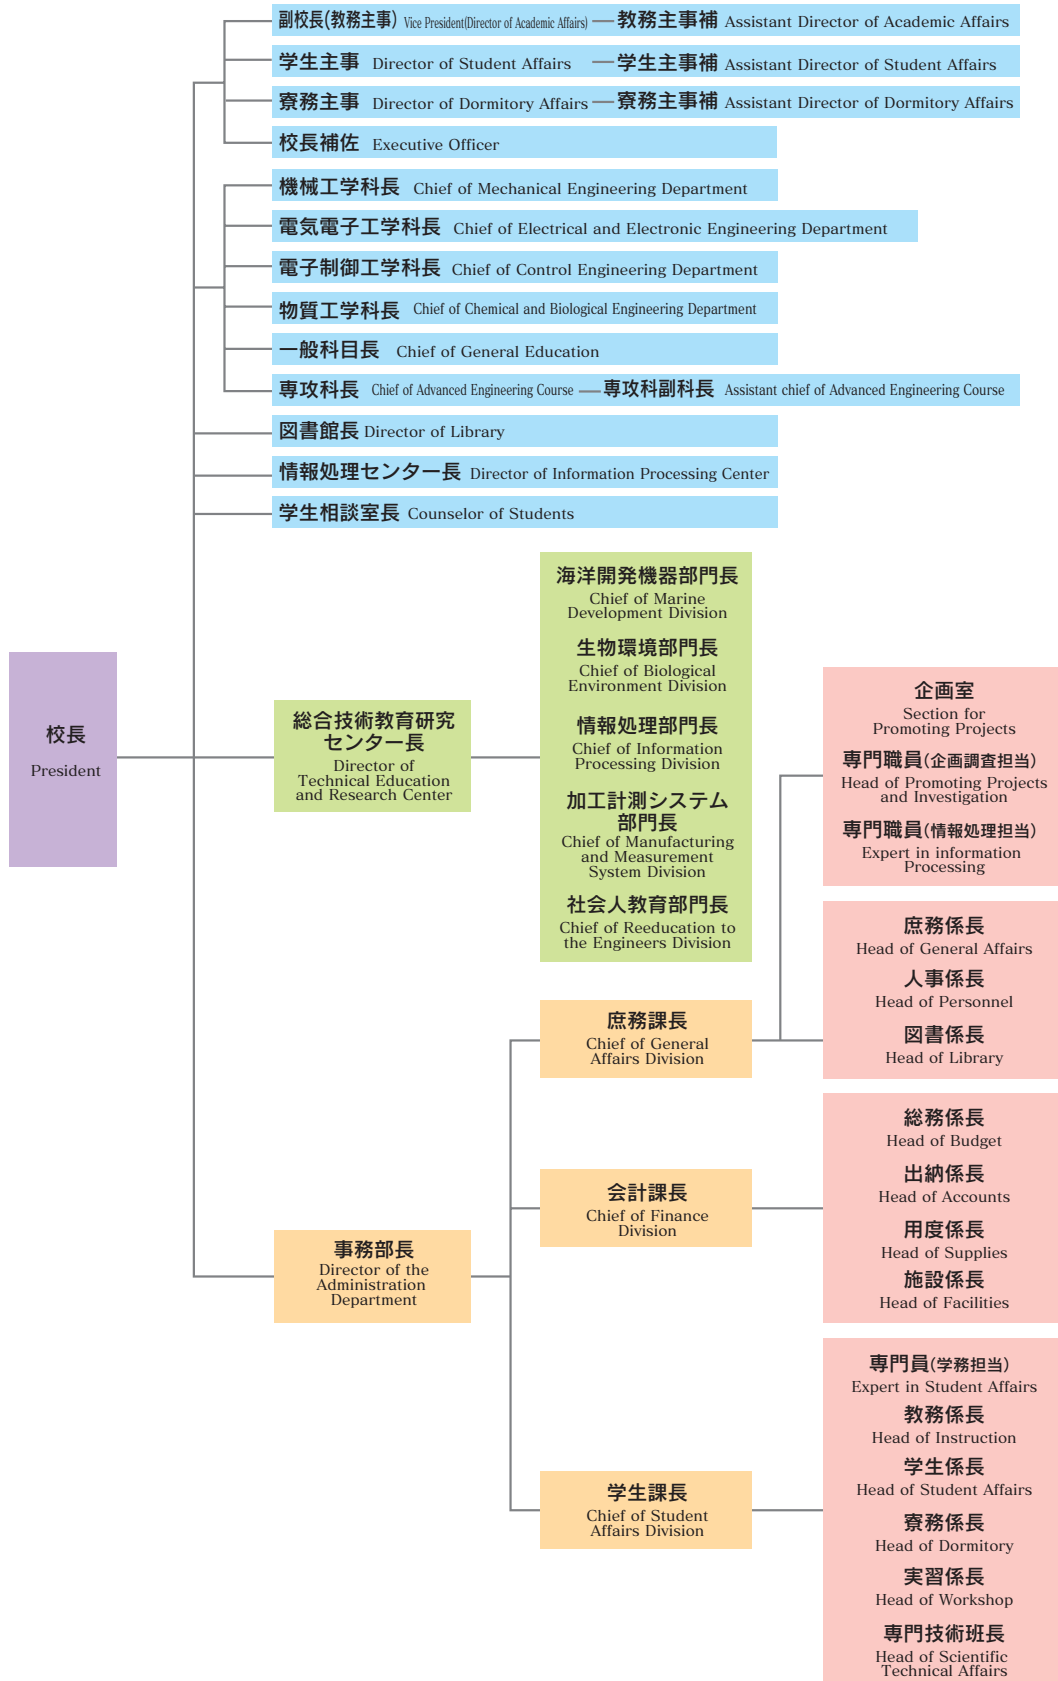 副校長(教務主事) Vice President(Director of Academic Affairs) 教務主事補 Assistant Director of Academic Affairs
学生主事 Director of Student Affairs 学生主事補 Assistant Director of Student Affairs
寮務主事 Director of Dormitory Affairs 寮務主事補 Assistant Director of Dormitory Affairs
校長補佐 Executive Officer
機械工学科長 Chief of Mechanical Engineering Department
電気電子工学科長 Chief of Electrical and Electronic Engineering Department
電子制御工学科長 Chief of Control Engineering Department
物質工学科長 Chief of Chemical and Biological Engineering Department
一般科目長 Chief of General Education
専攻科長 Chief of Advanced Engineering Course 専攻科副科長 Assistant chief of Advanced Engineering Course
図書館長 Director of Library
情報処理センター長 Director of Information Processing Center
学生相談室長 Counselor of Students
校長
President
総合技術教育研究
センター長
Director of
Technical Education
and Research Center
海洋開発機器部門長
Chief of Marine
Development Division
生物環境部門長
Chief of Biological
Environment Division
情報処理部門長
Chief of Information
Processing Division
加工計測システム
部門長
Chief of Manufacturing
and Measurement
System Division
社会人教育部門長
Chief of Reeducation to
the Engineers Division
事務部長
Director of the
Administration
Department
庶務課長
Chief of General
Affairs Division
企画室
Section for
Promoting Projects
専門職員(企画調査担当)
Head of Promoting Projects
and Investigation
専門職員(情報処理担当)
Expert in information
Processing
庶務係長
Head of General Affairs
人事係長
Head of Personnel
図書係長
Head of Library
会計課長
Chief of Finance
Division
総務係長
Head of Budget
出納係長
Head of Accounts
用度係長
Head of Supplies
施設係長
Head of Facilities
学生課長
Chief of Student
Affairs Division
専門員(学務担当)
Expert in Student Affairs
教務係長
Head of Instruction
学生係長
Head of Student Affairs
寮務係長
Head of Dormitory
実習係長
Head of Workshop
専門技術班長
Head of Scientific
Technical Affairs